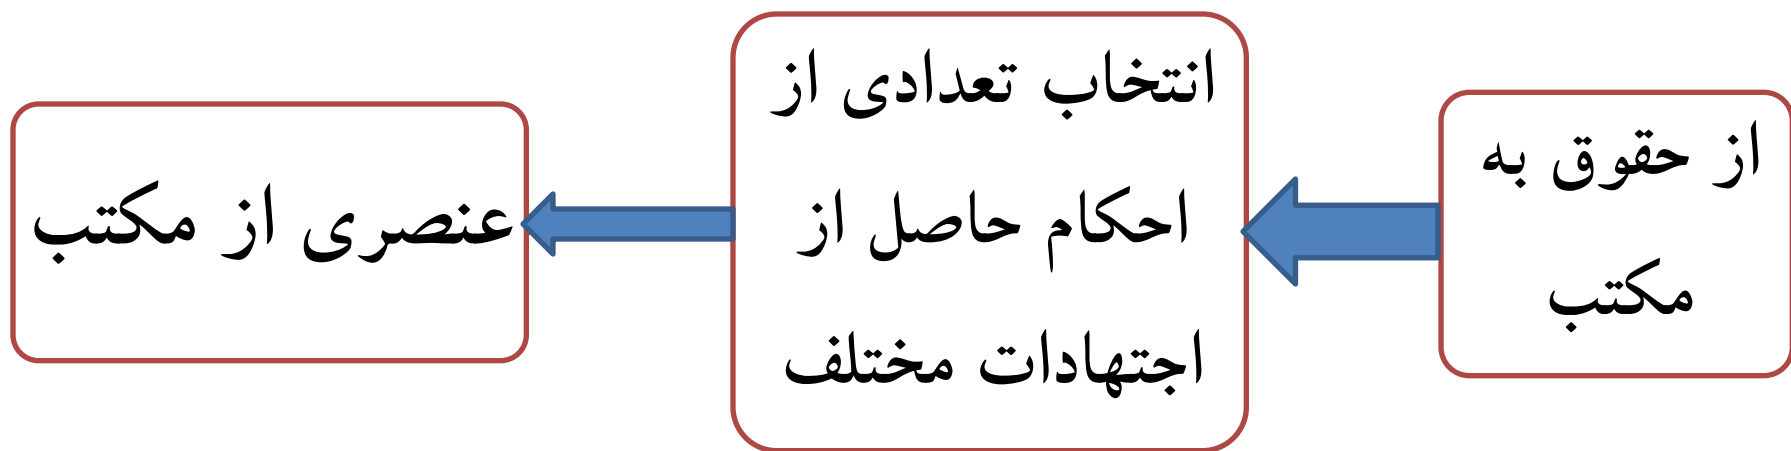 از حقوق به
مکتب
انتخاب تعدادی از
احکام حاصل از
اجتهادات مختلف
عنصری از مکتب